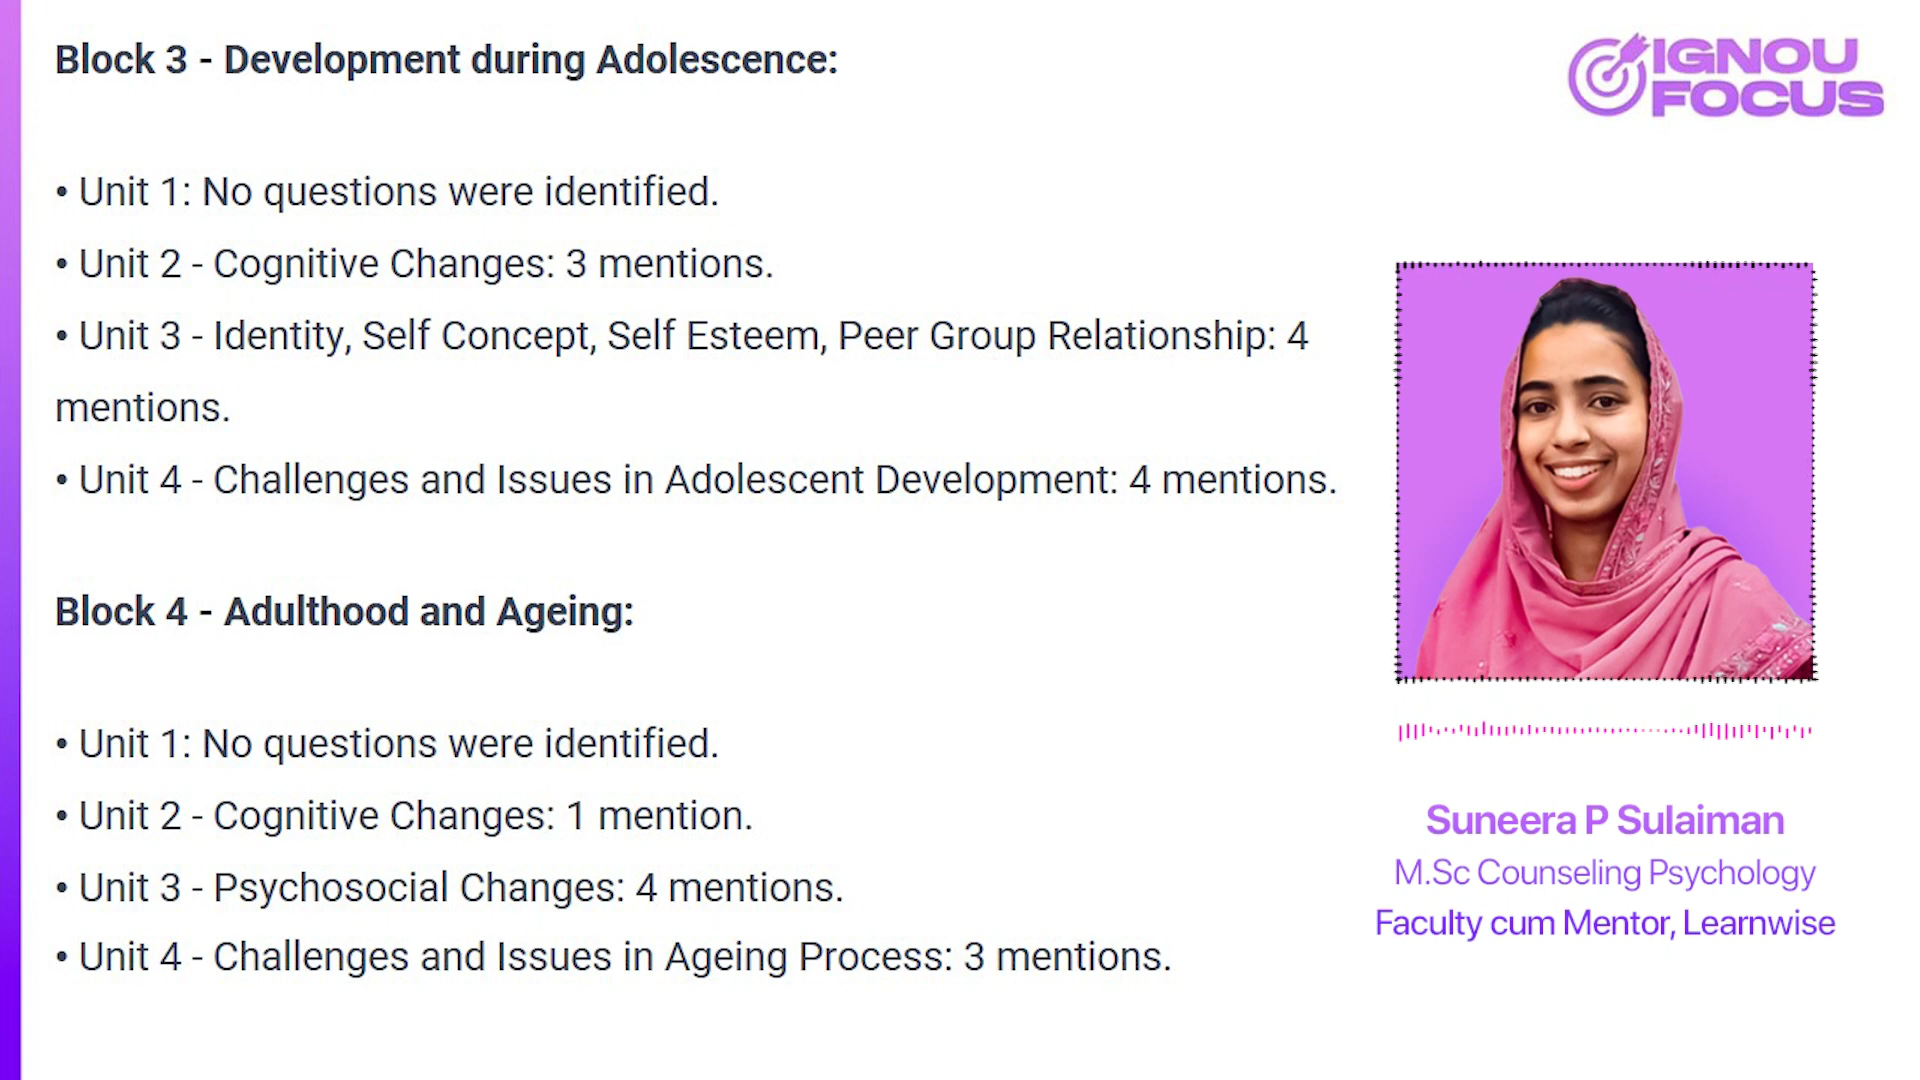 Block 3 - Development during Adolescence:
IGNOU
FOCUS
• Unit 1: No questions were identified.
• Unit 2 - Cognitive Changes: 3 mentions.
• Unit 3 - Identity, Self Concept, Self Esteem, Peer Group Relationship: 4
mentions.
• Unit 4 - Challenges and Issues in Adolescent Development: 4 mentions.
Block 4 - Adulthood and Ageing:
• Unit 1: No questions were identified.
• Unit 2 - Cognitive Changes: 1 mention.
• Unit 3 - Psychosocial Changes: 4 mentions.
• Unit 4 - Challenges and Issues in Ageing Process: 3 mentions.
Suneera P Sulaiman
M.Sc Counseling Psychology
Faculty cum Mentor, Learnwise